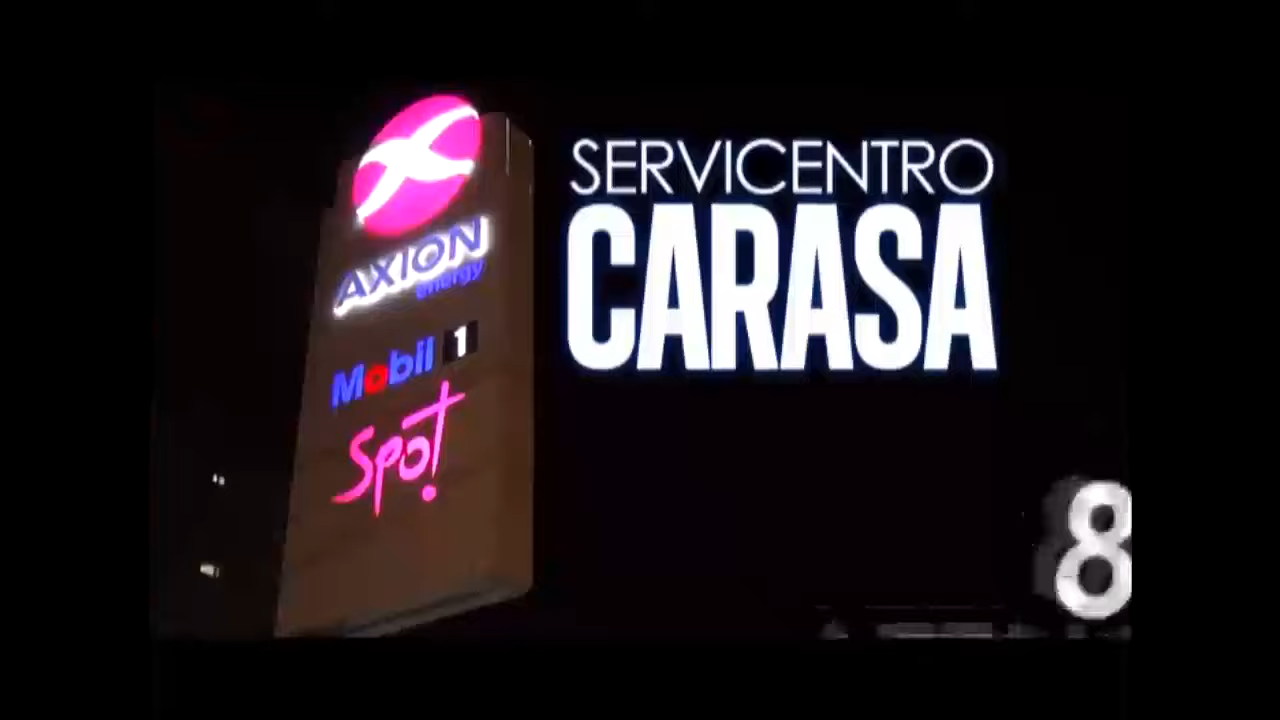 AXION
energy
Mobil 1
Spot!
SERVICENTRO
CARASA
8